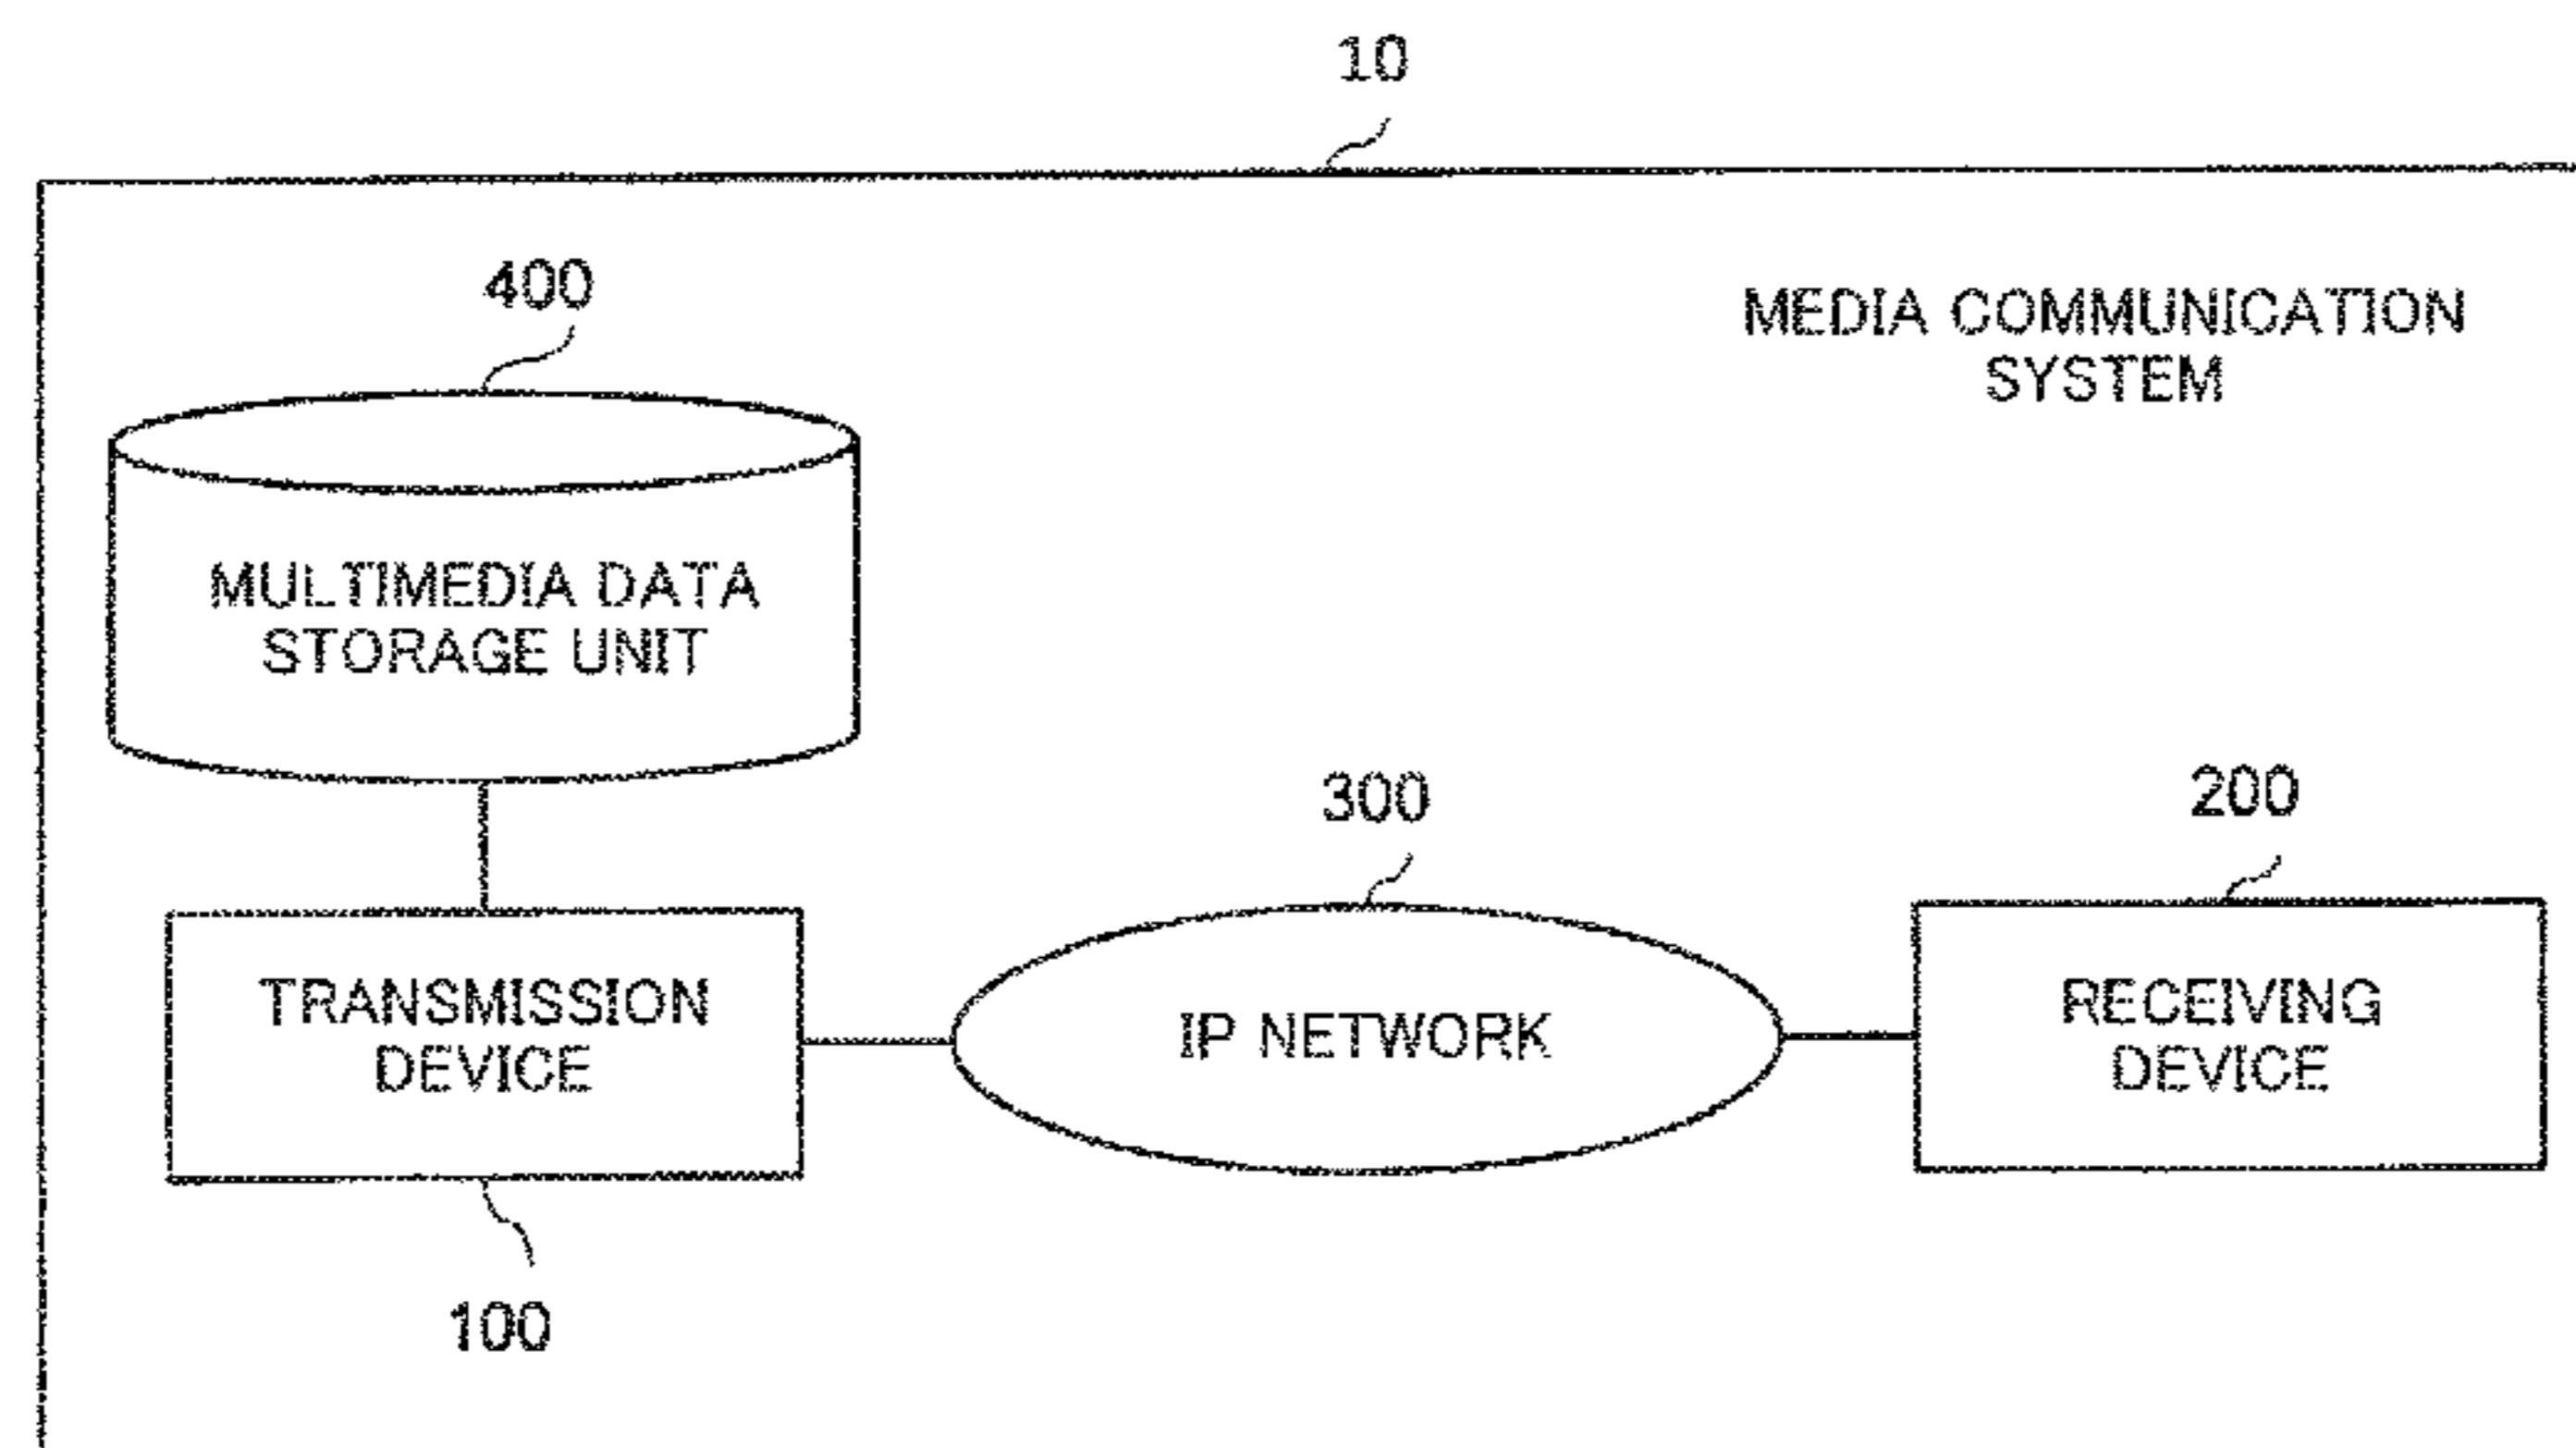 10
400
MEDIA COMMUNICATION
SYSTEM
MULTIMEDIA DATA
STORAGE UNIT
300
200
TRANSMISSION
DEVICE
IP NETWORK
RECEIVING
DEVICE
100